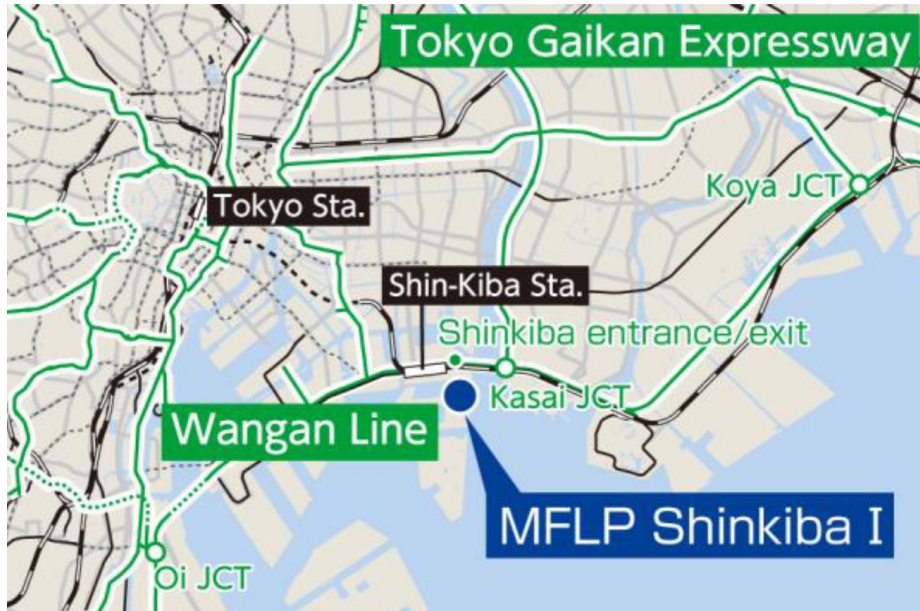 Tokyo Gaikan Expressway
Koya JCT
Tokyo Sta.
Shin-Kiba Sta.
Shinkiba entrance/exit
Kasai JCT
Wangan Line
MFLP Shinkiba I
Oi JCT